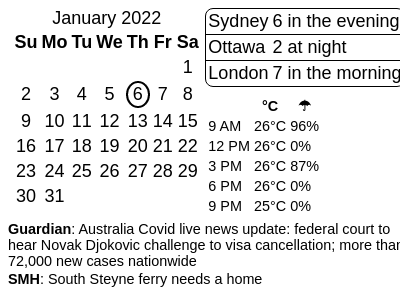 January 2022
Su Mo Tu We Th Fr Sa
1
2 3 4 5 6 7 8
9 10 11 12 13 14 15
16 17 18 19 20 21 22
23 24 25 26 27 28 29
30 31
Sydney 6 in the evening
Ottawa 2 at night
London 7 in the morning
°C ☂
9 AM 26°C 96%
12 PM 26°C 0%
3 PM 26°C 87%
6 PM 26°C 0%
9 PM 25°C 0%
Guardian: Australia Covid live news update: federal court to
hear Novak Djokovic challenge to visa cancellation; more than
72,000 new cases nationwide
SMH: South Steyne ferry needs a home